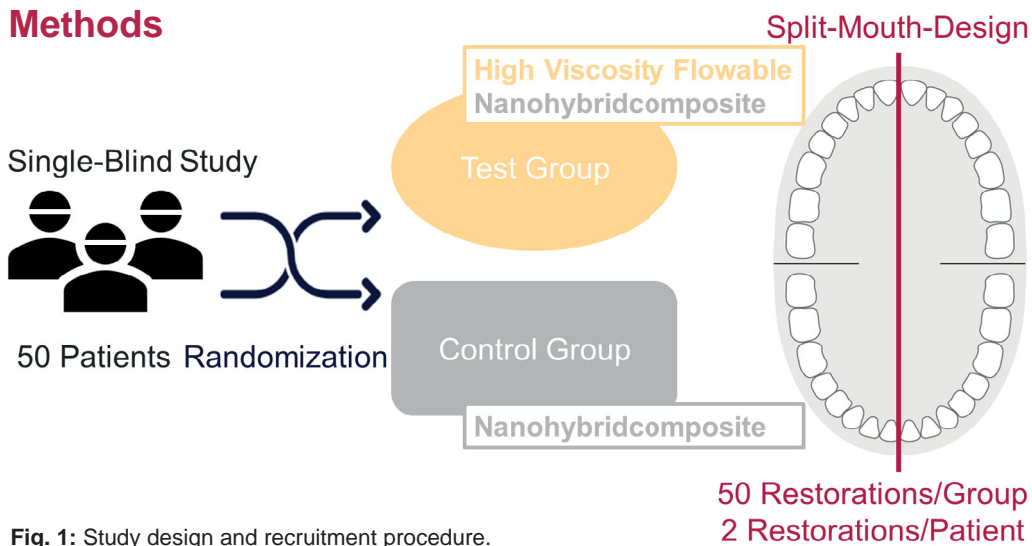 Methods
Split-Mouth-Design
High Viscosity Flowable
Nanohybridcomposite
Single-Blind Study
Test Group
50 Patients
Randomization
Control Group
Nanohybridcomposite
50 Restorations/Group
2 Restorations/Patient
Fig. 1: Study design and recruitment procedure.